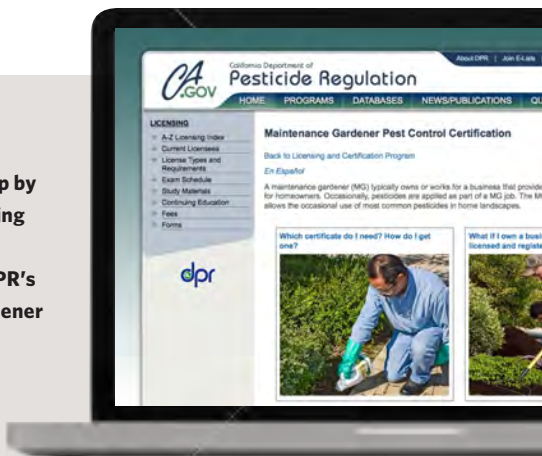 p by
ing
PR's
ener
CA
.GOV
California Department of
Pesticide Regulation
About DPR | Join E-Lists |
HOME PROGRAMS DATABASES NEWS/PUBLICATIONS QU
LICENSING
A-Z Licensing Index
Current Licensees
License Types and
Requirements
Exam Schedule
Study Materials
Continuing Education
Fees
Forms
dpr
Maintenance Gardener Pest Control Certification
Back to Licensing and Certification Program
En Español
A maintenance gardener (MG) typically owns or works for a business that provide
for homeowners. Occasionally, pesticides are applied as part of a MG job. The M
allows the occasional use of most common pesticides in home landscapes.
Which certificate do I need? How do I get
one?
What if I own a busi
licensed and registe